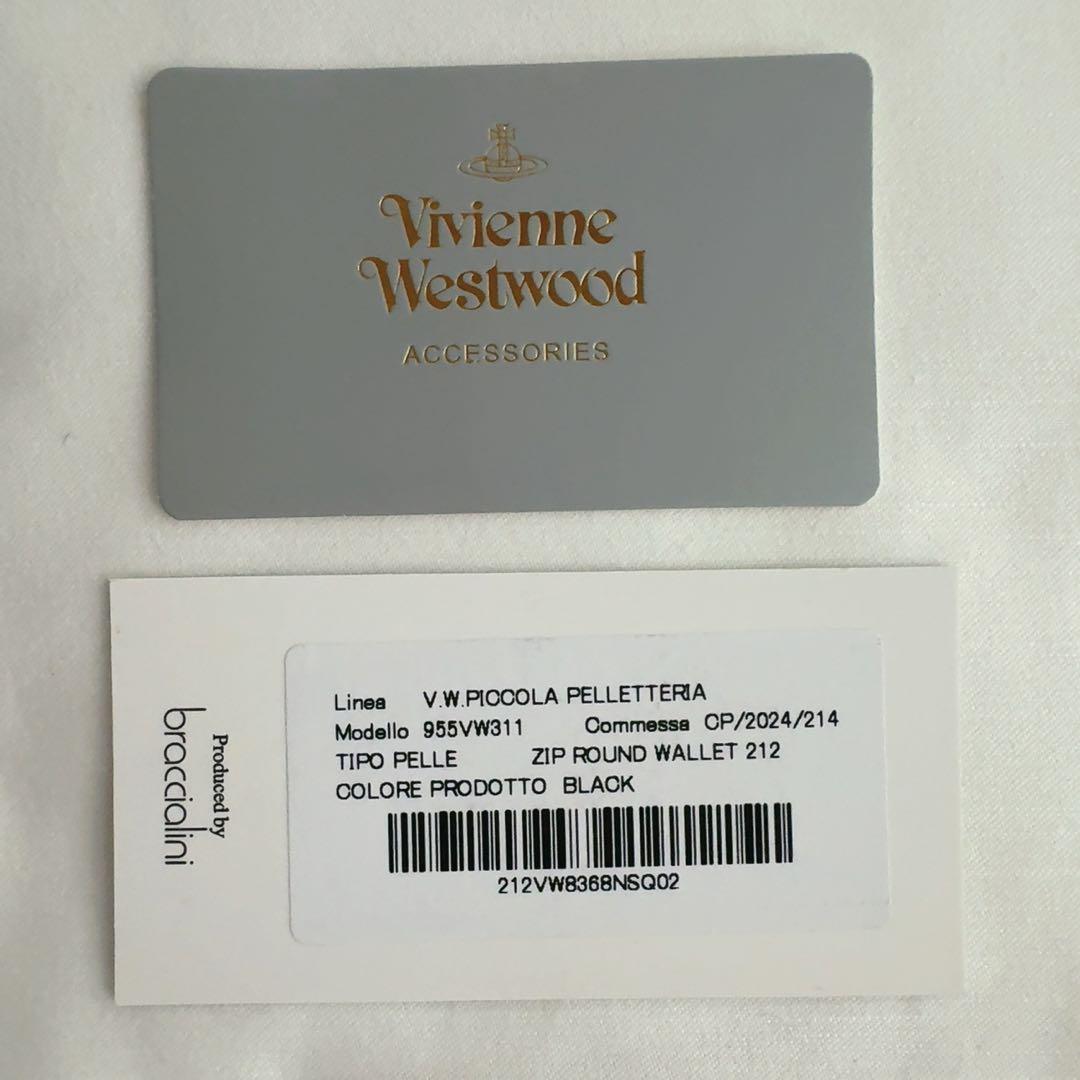 Vivienne
Westwood
ACCESSORIES
Produced by
braccialini
Linea V.W.PICCOLA PELLETTERIA
Modello 955VW311 Commessa CP/2024/214
TIPO PELLE ZIP ROUND WALLET 212
COLORE PRODOTTO BLACK
212VW8368NSQ02